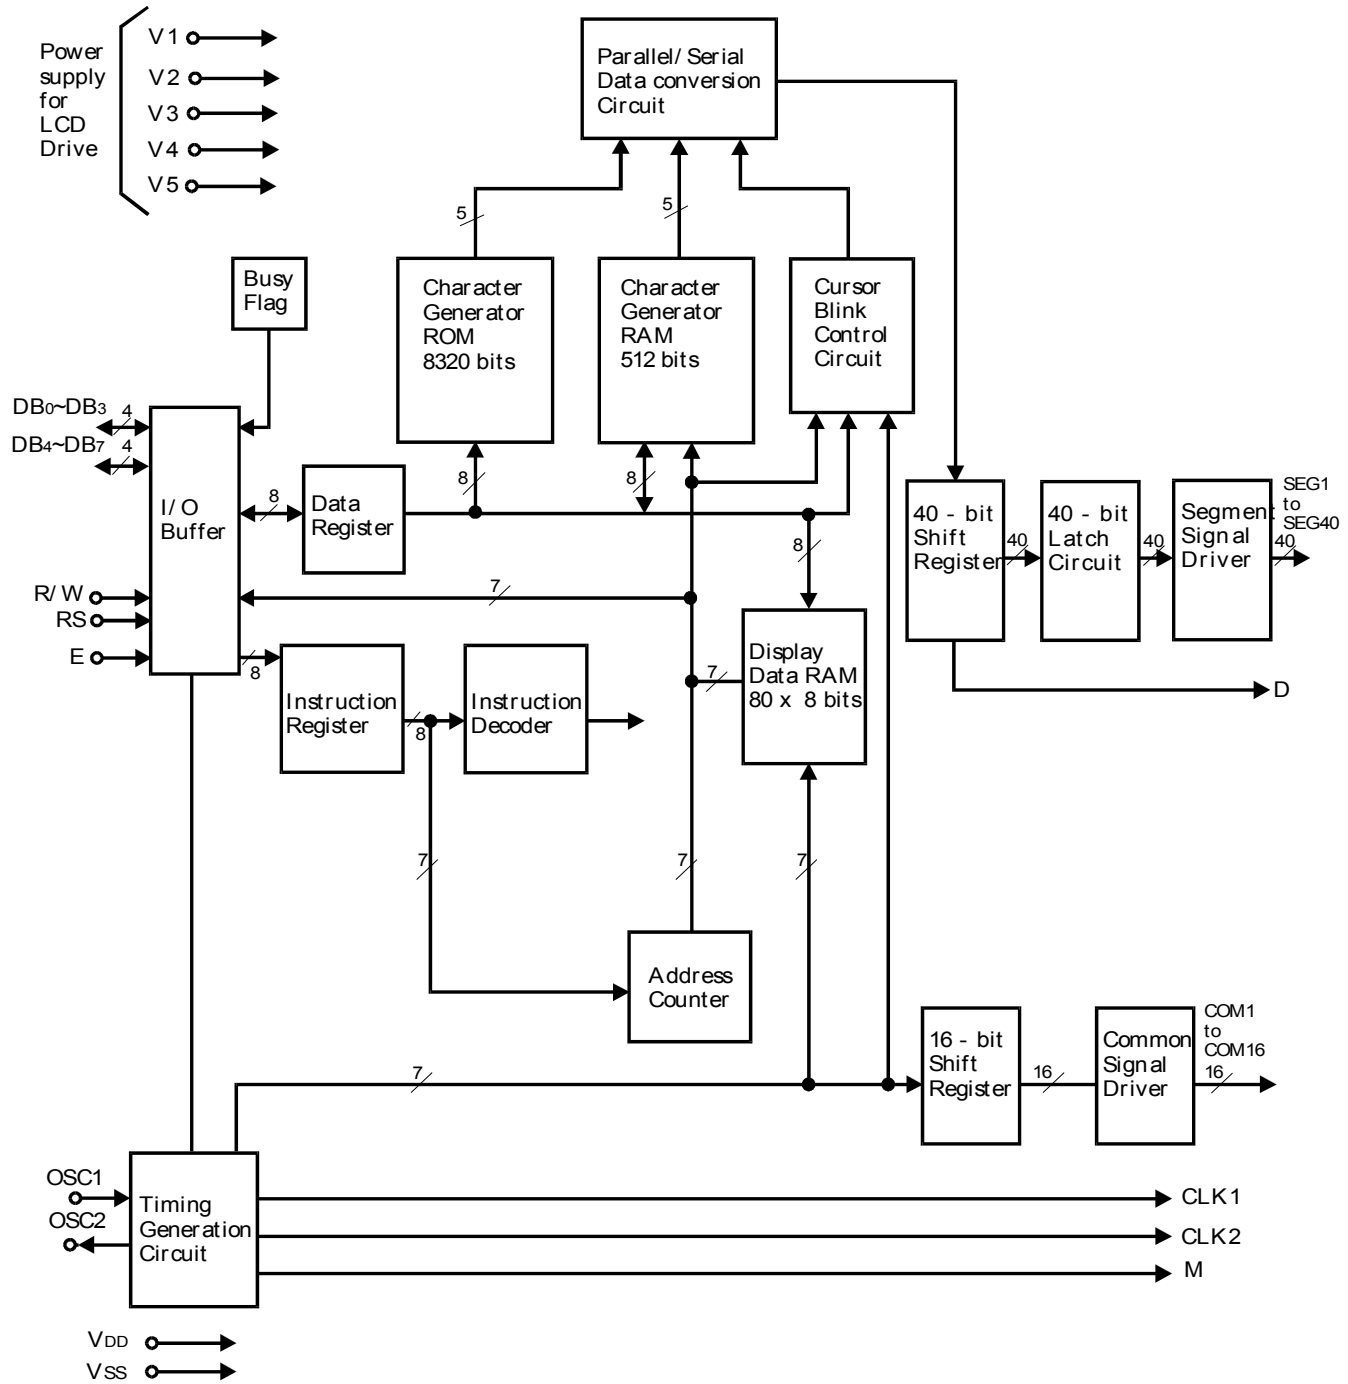 Power
supply
for
LCD
Drive
V1
V2
V3
V4
V5
Parallel/ Serial
Data conversion
Circuit
5
5
Busy
Flag
Character
Generator
ROM
8320 bits
Character
Generator
RAM
512 bits
Cursor
Blink
Control
Circuit
DB0~DB3
4
DB4~DB7
4
I/O
Buffer
8
Data
Register
8
8
8
40 - bit
Shift
Register
40
40 - bit
Latch
Circuit
40
Segment
Signal
Driver
SEG1
to
SEG40
40
R/W
RS
E
7
8
Instruction
Register
8
Instruction
Decoder
7
Display
Data RAM
80 x 8 bits
D
7
7
7
Address
Counter
7
16 - bit
Shift
Register
16
Common
Signal
Driver
COM1
to
COM16
16
OSC1
OSC2
Timing
Generation
Circuit
CLK1
CLK2
M
VDD
VSS